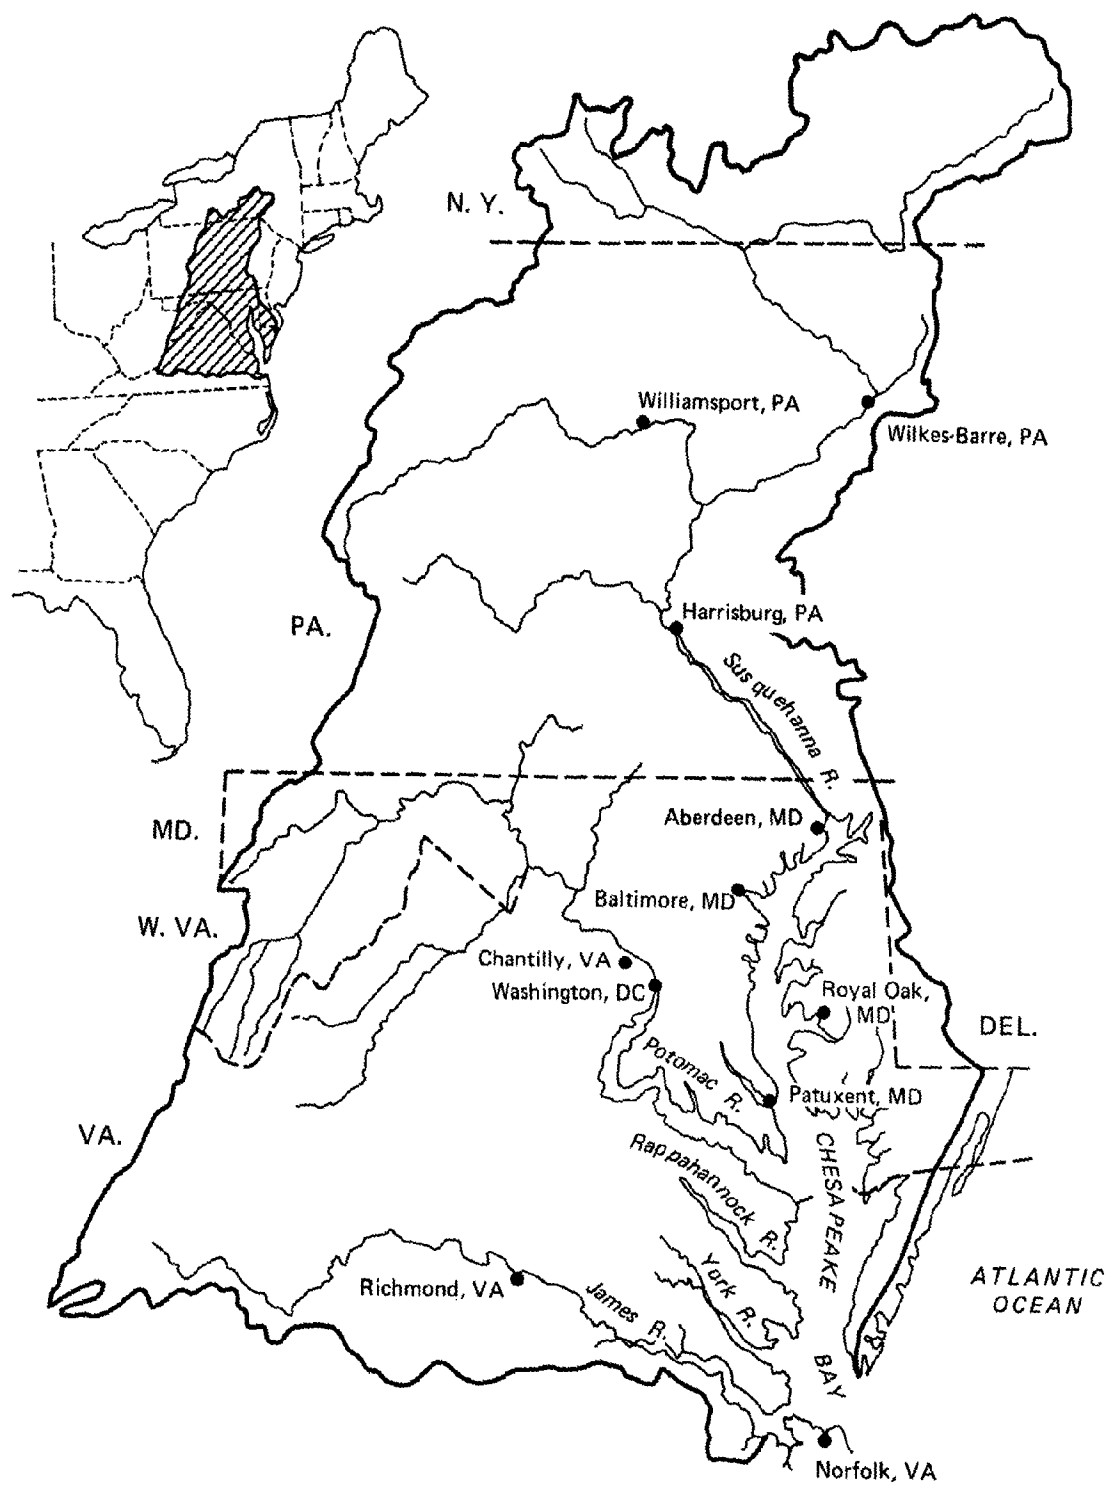 N. Y.
Williamsport, PA
Wilkes-Barre, PA
PA.
Harrisburg, PA
Susquehanna R.
MD.
Aberdeen, MD
Baltimore, MD
W. VA.
Chantilly, VA
Washington, DC
Royal Oak,
MD
DEL.
Potomac R.
Patuxent, MD
VA.
Rappahannock R.
CHESAPEAKE
BAY
York R.
Richmond, VA
James R.
ATLANTIC
OCEAN
Norfolk, VA